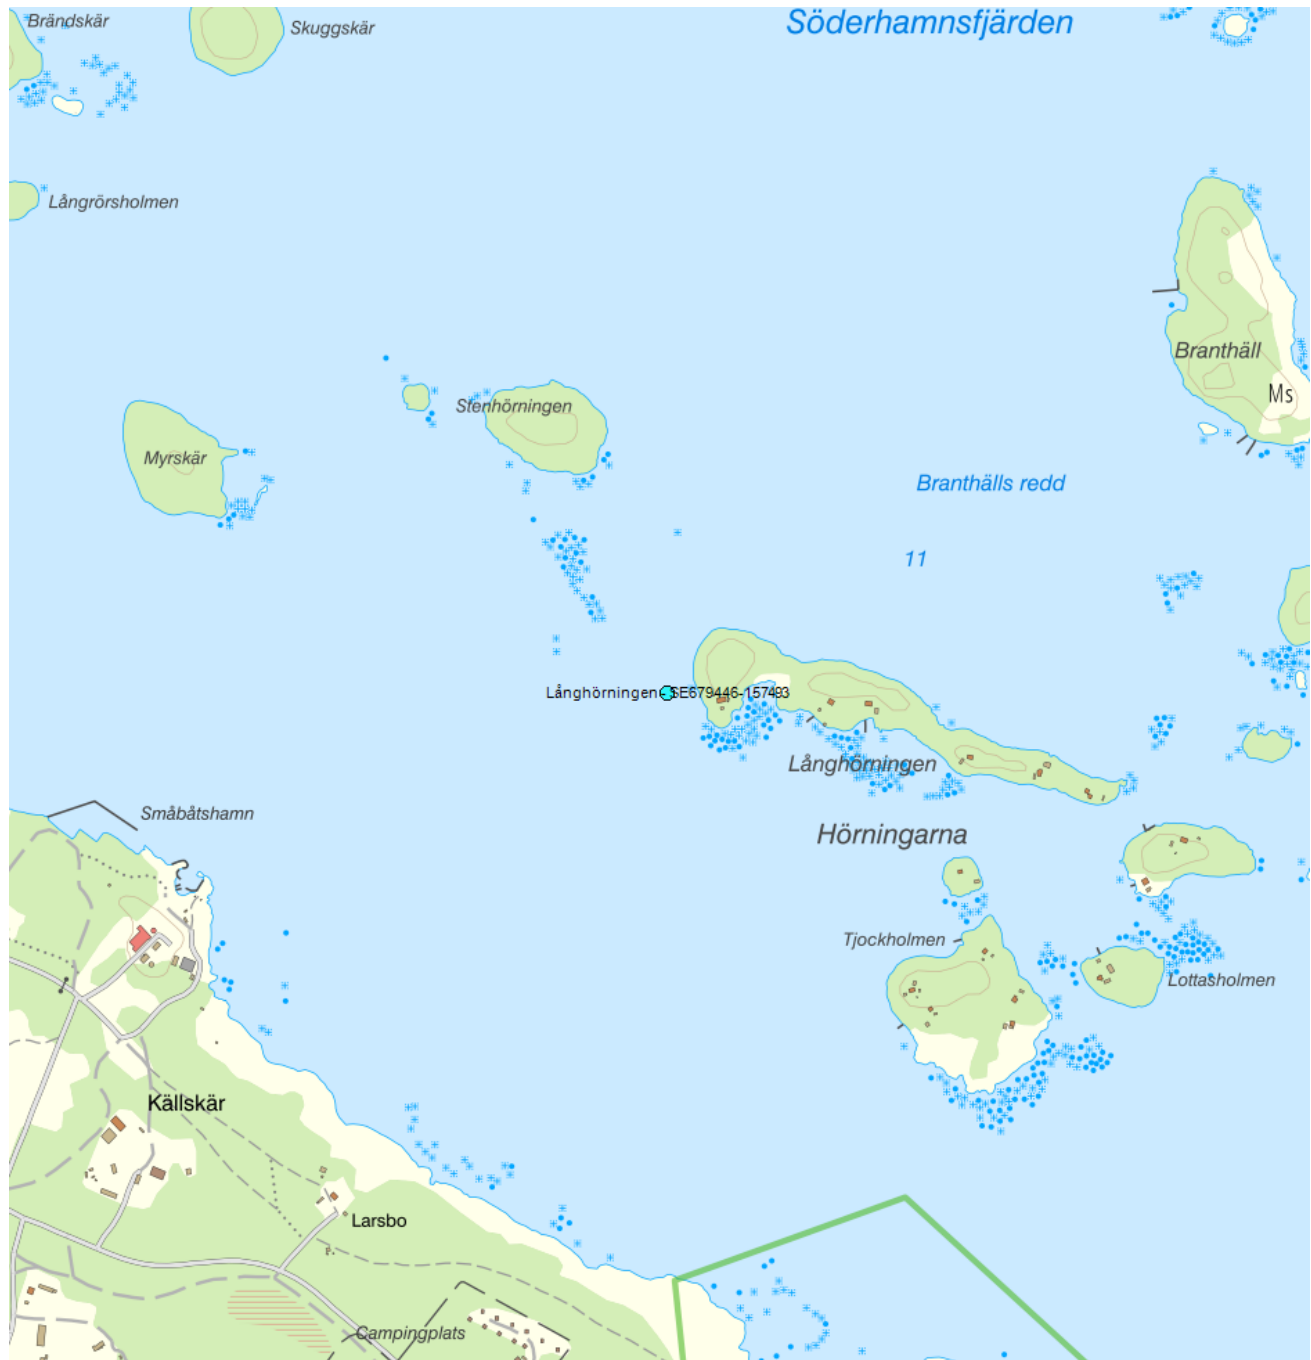 Brändskär
Skuggskär
Söderhamnsfjärden
Långrörsholmen
Branthäll
Ms
Stenhörningen
Myrskär
Branthälls redd
11
Långhörningen - SE679446-157493
Långhörningen
Småbåtshamn
Hörningarna
Tjockholmen
Lottasholmen
Källskär
Larsbo
Campingplats